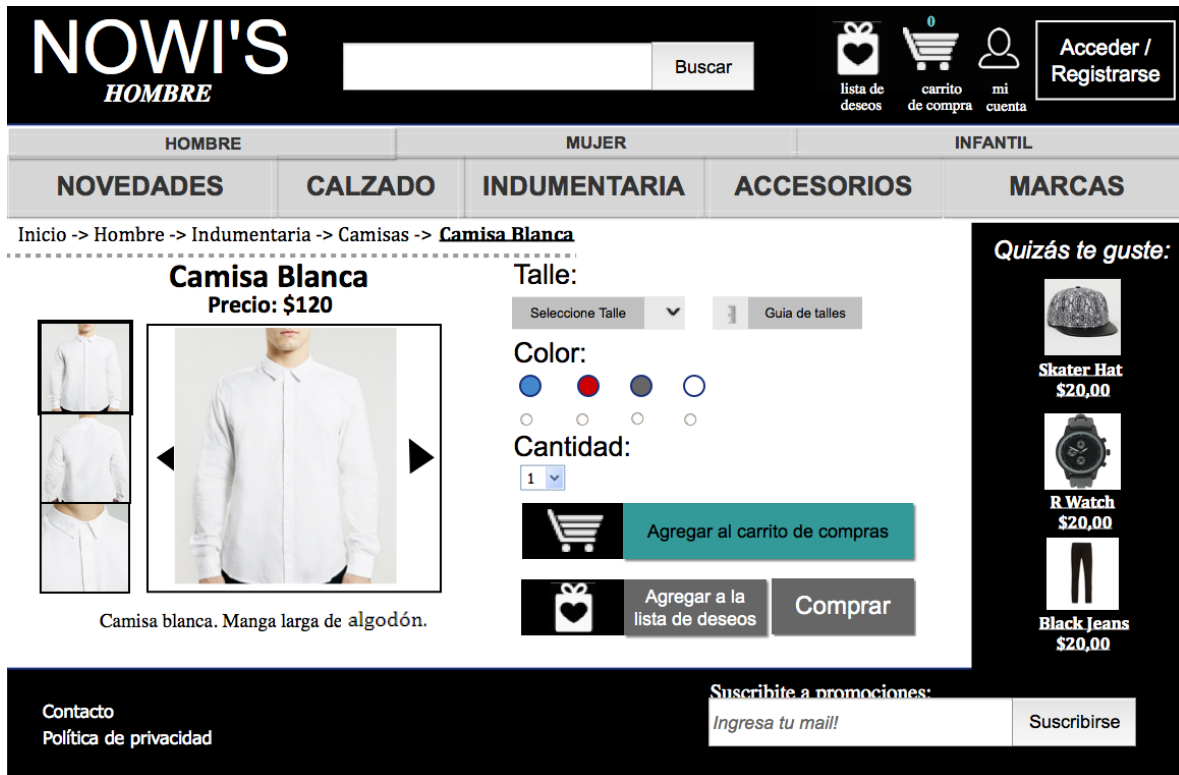 NOWI'S
HOMBRE
Buscar
lista de
deseos
0
carrito
de compra
mi
cuenta
Acceder /
Registrarse
HOMBRE
MUJER
INFANTIL
NOVEDADES
CALZADO
INDUMENTARIA
ACCESORIOS
MARCAS
Inicio -> Hombre -> Indumentaria -> Camisas -> Camisa Blanca
Camisa Blanca
Precio: $120
Camisa blanca. Manga larga de algodón.
Talle:
Seleccione Talle
Guia de talles
Color:
Cantidad:
1
Agregar al carrito de compras
Agregar a la
lista de deseos
Comprar
Quizás te guste:
Skater Hat
$20,00
R Watch
$20,00
Black Jeans
$20,00
Contacto
Política de privacidad
Suscribite a promociones:
Ingresa tu mail!
Suscribirse